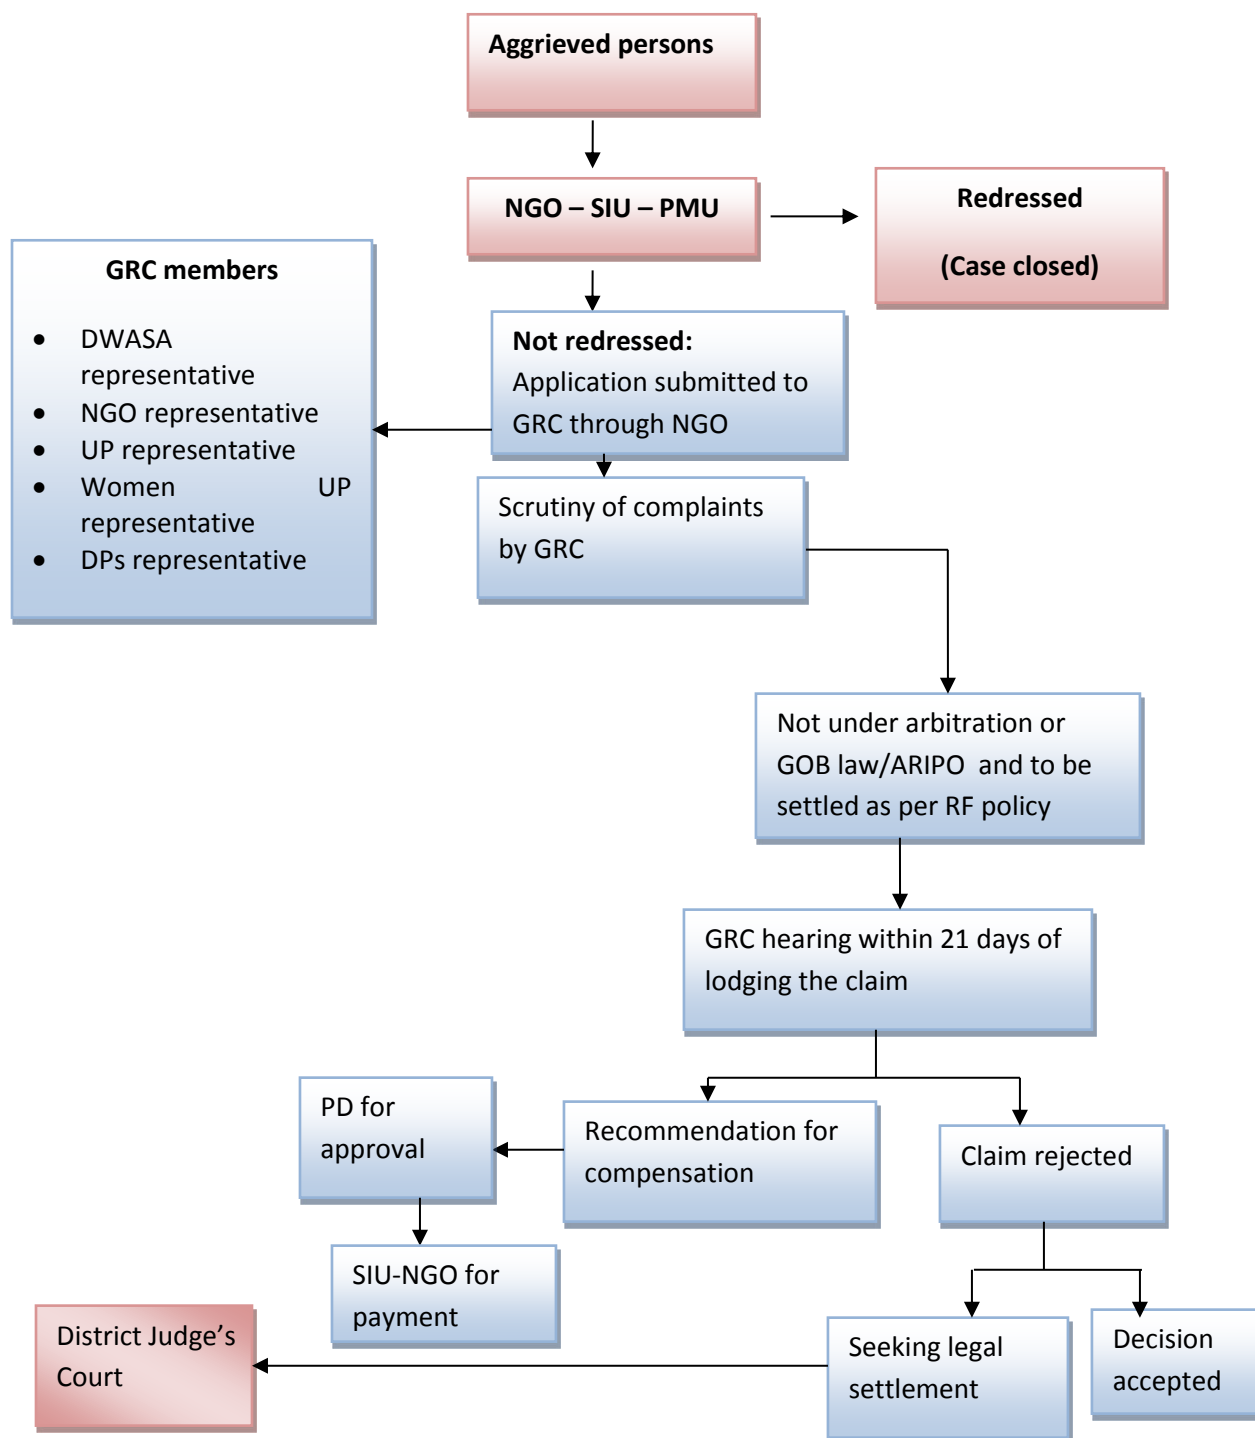 Aggrieved persons
NGO – SIU – PMU
Redressed
(Case closed)
GRC members
• DWASA
representative
• NGO representative
• UP representative
• Women UP
representative
• DPs representative
Not redressed:
Application submitted to
GRC through NGO
Scrutiny of complaints
by GRC
Not under arbitration or
GOB law/ARIPO and to be
settled as per RF policy
GRC hearing within 21 days of
lodging the claim
PD for
approval
Recommendation for
compensation
Claim rejected
SIU-NGO for
payment
District Judge’s
Court
Seeking legal
settlement
Decision
accepted